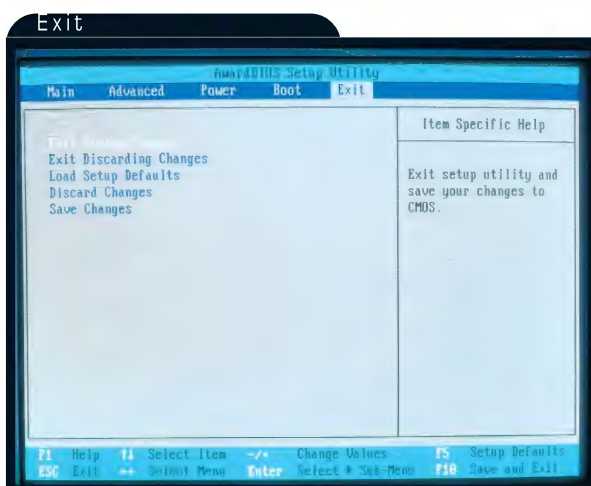 Exit
AwardBIOS Setup Utility
Main Advanced Power Boot Exit
Item Specific Help
Exit Discarding Changes
Load Setup Defaults
Discard Changes
Save Changes
Exit setup utility and
save your changes to
CMOS.
F1 Help ↑↓ Select Item -/+ Change Values F5 Setup Defaults
ESC Exit ↔ Select Menu Enter Select ▸ Sub-Menu F10 Save and Exit